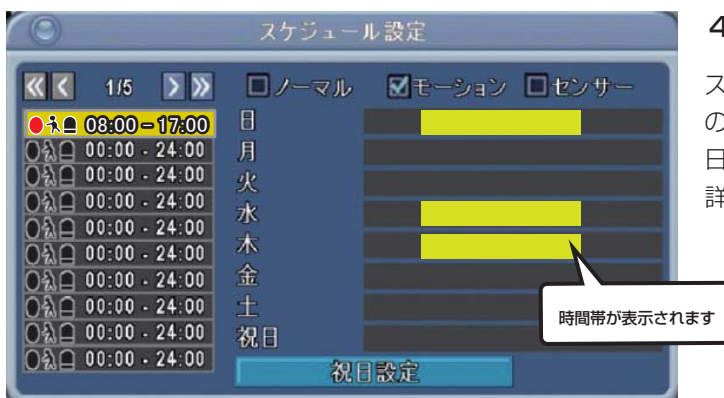 スケジュール設定
1/5
ノーマル モーション センサー
08:00-17:00
00:00 - 24:00
00:00 - 24:00
00:00 - 24:00
00:00 - 24:00
00:00 - 24:00
00:00 - 24:00
00:00 - 24:00
00:00 - 24:00
00:00 - 24:00
日
月
火
水
木
金
土
祝日
祝日設定
時間帯が表示されます
4
ス
の
日
詳